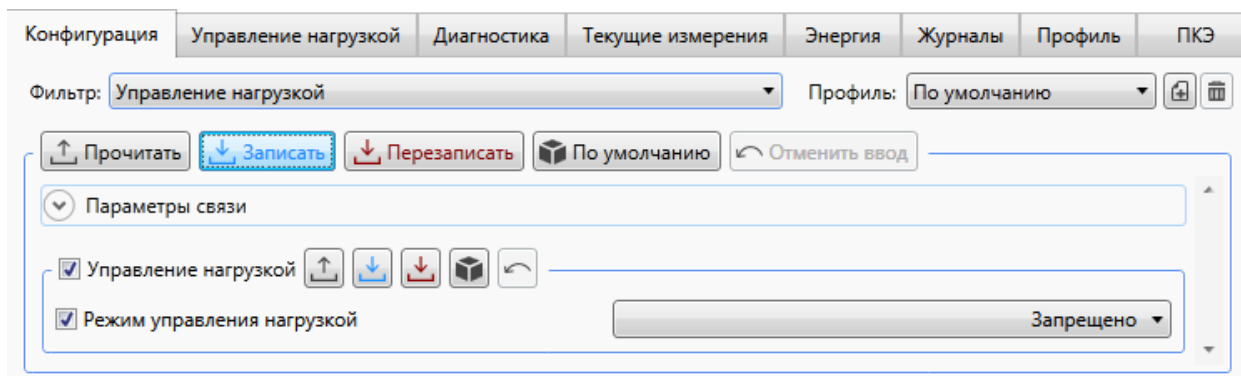 Конфигурация Управление нагрузкой Диагностика Текущие измерения Энергия Журналы Профиль ПКЭ
Фильтр: Управление нагрузкой Профиль: По умолчанию
Прочитать Записать Перезаписать По умолчанию Отменить ввод
Параметры связи
Управление нагрузкой
Режим управления нагрузкой Запрещено